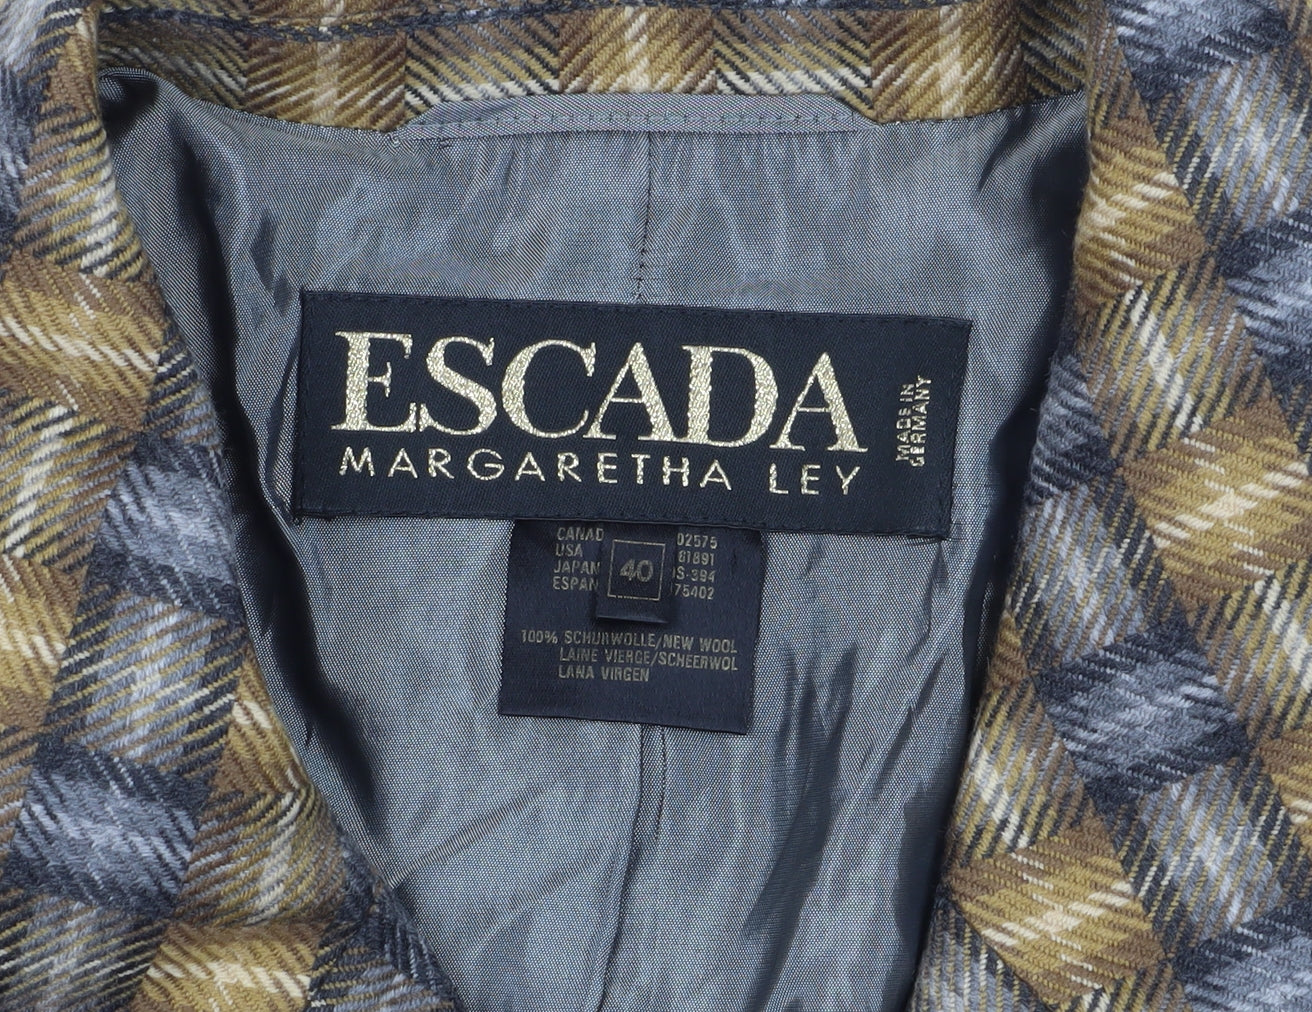 ESCADA
MARGARETHA LEY
MADE IN
GERMANY
CANAD 02575
USA 81891
JAPAN S-394
ESPAN 75402
40
100% SCHURWOLLE/NEW WOOL
LAINE VIERGE/SCHEERWOL
LANA VIRGEN